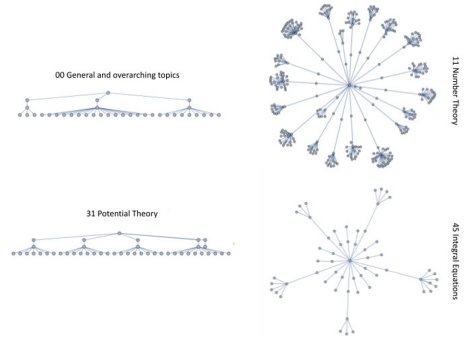 00 General and overarching topics
11 Number Theory
31 Potential Theory
45 Integral Equations